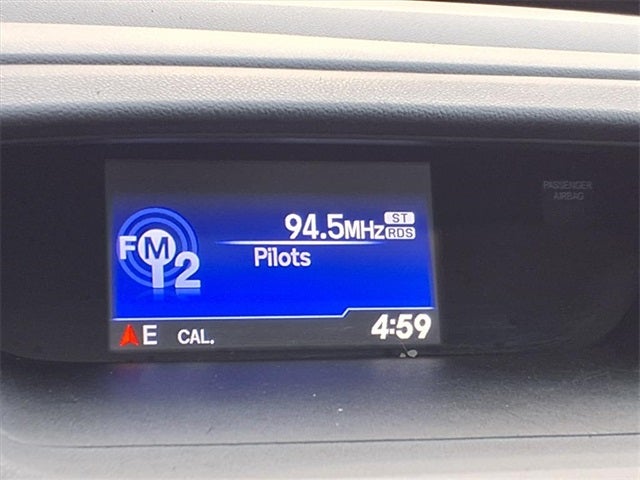 FM2
94.5MHz ST
RDS
Pilots
E CAL. 4:59
PASSENGER
AIRBAG